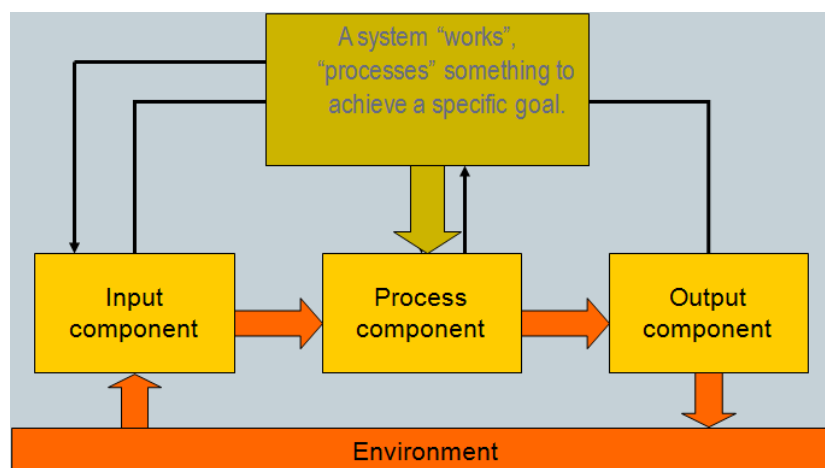 A system “works”,
“processes” something to
achieve a specific goal.
Input
component
Process
component
Output
component
Environment